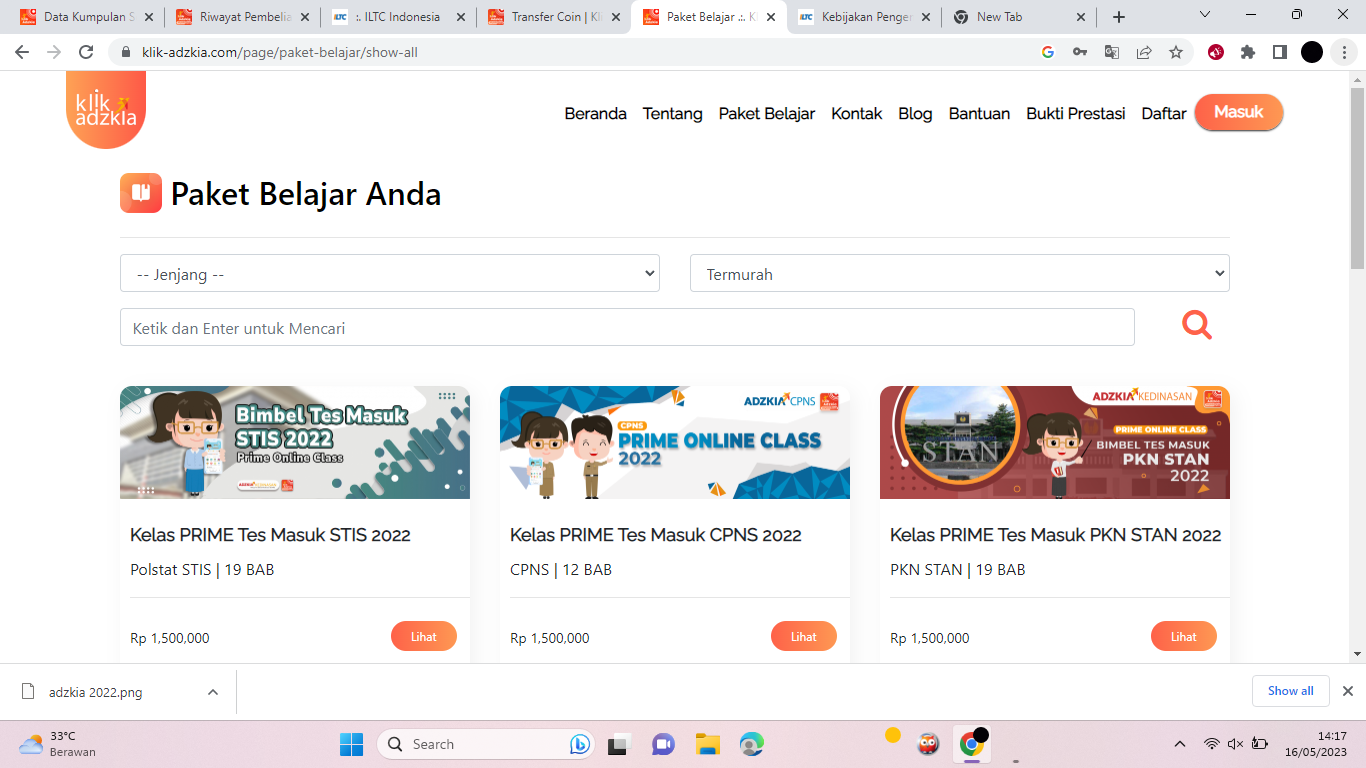 Data Kumpulan S
Riwayat Pembelia
:. ILTC Indonesia
Transfer Coin | Kl
Paket Belajar .:. K
Kebijakan Penger
New Tab
klik-adzkia.com/page/paket-belajar/show-all
klik
adzkia
Beranda
Tentang
Paket Belajar
Kontak
Blog
Bantuan
Bukti Prestasi
Daftar
Masuk
Paket Belajar Anda
-- Jenjang --
Termurah
Ketik dan Enter untuk Mencari
Bimbel Tes Masuk
STIS 2022
Prime Online Class
ADZKIA CPNS
CPNS
PRIME ONLINE CLASS
2022
ADZKIA KEDINASAN
STAN
PRIME ONLINE CLASS
BIMBEL TES MASUK
PKN STAN
2022
Kelas PRIME Tes Masuk STIS 2022
Polstat STIS | 19 BAB
Rp 1,500,000
Lihat
Kelas PRIME Tes Masuk CPNS 2022
CPNS | 12 BAB
Rp 1,500,000
Lihat
Kelas PRIME Tes Masuk PKN STAN 2022
PKN STAN | 19 BAB
Rp 1,500,000
Lihat
adzkia 2022.png
Show all
33°C
Berawan
Search
14:17
16/05/2023